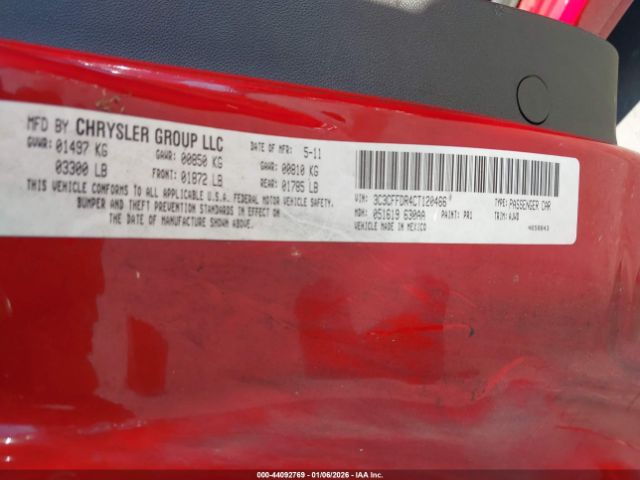 MFD BY CHRYSLER GROUP LLC
DATE OF MFR: 5-11
GVWR: 01497 KG
GAWR: 00850 KG
GAWR: 00810 KG
03300 LB
FRONT: 01872 LB
REAR: 01785 LB
THIS VEHICLE CONFORMS TO ALL APPLICABLE U.S.A. FEDERAL MOTOR VEHICLE SAFETY,
BUMPER AND THEFT PREVENTION STANDARDS IN EFFECT ON
THE DATE OF MANUFACTURE SHOWN ABOVE.
VIN: 3C3CFFDR4CT120466
TYPE: PASSENGER CAR
MDH: 051619 630AA
PAINT: PR1
TRIM: AJW8
VEHICLE MADE IN MEXICO
000-44092769 - 01/06/2026 - IAA Inc.